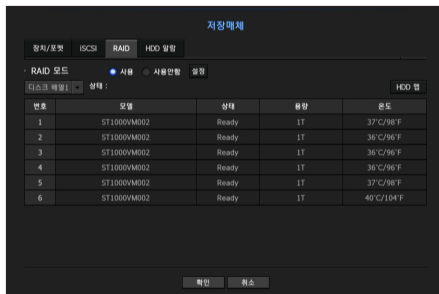 저장매체
장치/포맷 iSCSI RAID HDD 알람
RAID 모드 사용 사용안함 설정
디스크 배열1 상태 : HDD 맵
번호 모델 상태 용량 온도
1 ST1000VM002 Ready 1T 37°C/98°F
2 ST1000VM002 Ready 1T 36°C/96°F
3 ST1000VM002 Ready 1T 36°C/96°F
4 ST1000VM002 Ready 1T 36°C/96°F
5 ST1000VM002 Ready 1T 37°C/98°F
6 ST1000VM002 Ready 1T 40°C/104°F
확인 취소